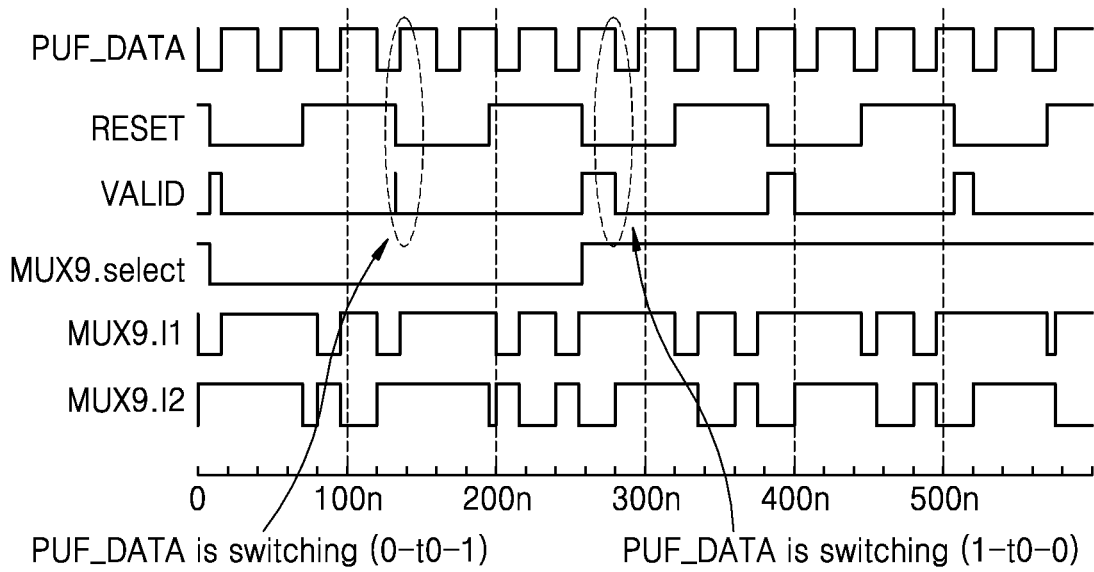 PUF_DATA
RESET
VALID
MUX9.select
MUX9.I1
MUX9.I2
0 100n 200n 300n 400n 500n
PUF_DATA is switching (0-t0-1) PUF_DATA is switching (1-t0-0)